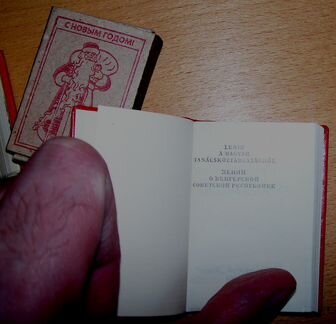 С НОВЫМ ГОДОМ!
LENIN
A MAGYAR
TANÁCSKÖZTÁRSASÁGRÓL
ЛЕНИН
О ВЕНГЕРСКОЙ
СОВЕТСКОЙ РЕСПУБЛИКЕ